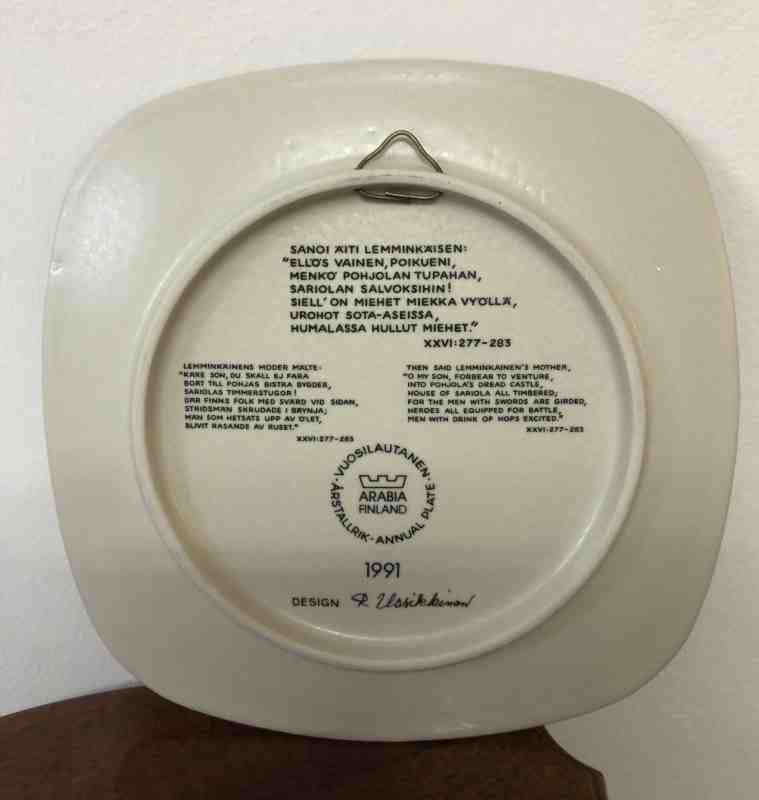 SANOI ÄITI LEMMINKÄISEN:
"ELLÖS VAINEN, POIKUENI,
MENKÖ POHJOLAN TUPAHAN,
SARIOLAN SALVOKSIHIN!
SIELL' ON MIEHET MIEKKA VYÖLLÄ,
UROHOT SOTA-ASEISSA,
HUMALASSA HULLUT MIEHET."
XXVI:277-283
LEMMINKÄINENS MODER MÄLTE:
"KÄRE SON, DU SKALL EJ FARA
BORT TILL POHJAS BISTRA BYGDER,
SARIOLAS TIMMERSTUGOR!
DÄR FINNS FOLK MED SVÄRD VID SIDAN,
STRIDSMÄN SKRUDADE I BRYNJA;
MÄN SOM HETSATS UPP AV ÖLET,
BLIVIT RASANDE AV RUSET."
XXVI:277-283
THEN SAID LEMMINKAINEN'S MOTHER,
"O MY SON, FORBEAR TO VENTURE,
INTO POHJOLA'S DREAD CASTLE,
HOUSE OF SARIOLA ALL TIMBERED;
FOR THE MEN WITH SWORDS ARE GIRDED,
HEROES ALL EQUIPPED FOR BATTLE,
MEN WITH DRINK OF HOPS EXCITED."
XXVI:277-283
VUOSILAUTANEN · ANNUAL PLATE · ÅRSTALLRIK ·
ARABIA
FINLAND
1991
DESIGN R. Uosikkinen